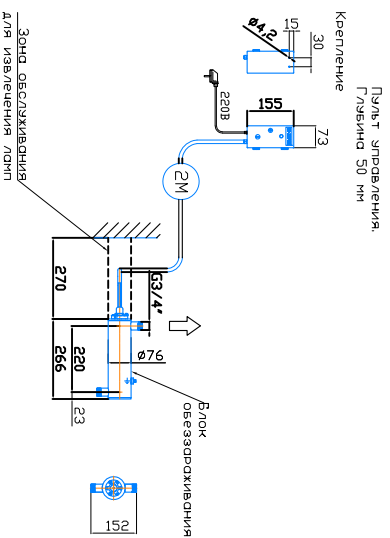 Пульт управления.
Глубина 50 мм
Крепление
30
15
ø4,2
73
155
220В
2М
Зона обслуживания
для извлечения ламп
270
G3/4"
266
220
23
ø76
Блок
обеззараживания
152